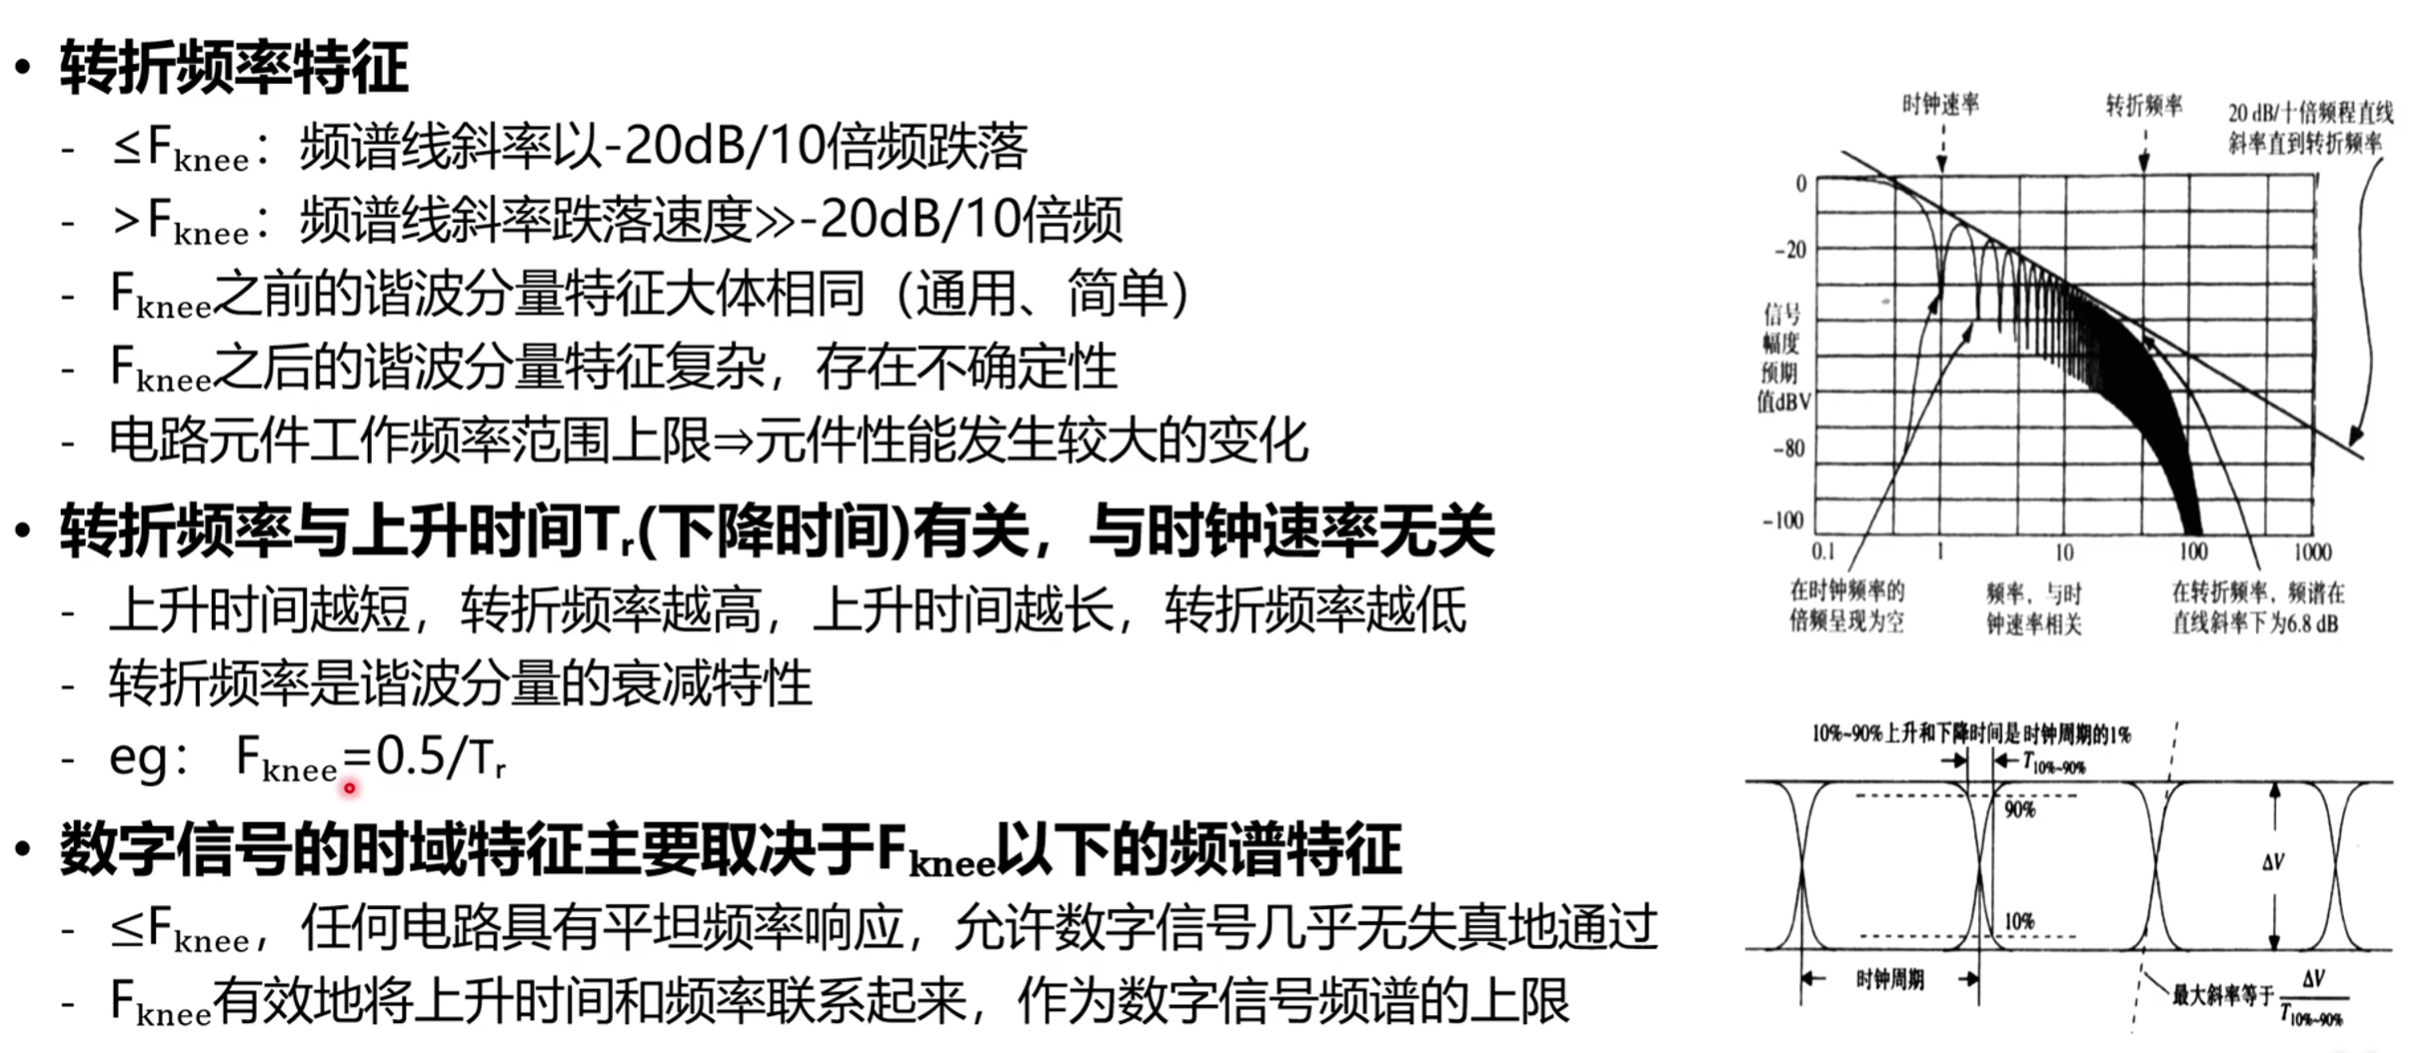 • 转折频率特征
- ≤Fknee：频谱线斜率以-20dB/10倍频跌落
- >Fknee：频谱线斜率跌落速度≫-20dB/10倍频
- Fknee之前的谐波分量特征大体相同（通用、简单）
- Fknee之后的谐波分量特征复杂，存在不确定性
- 电路元件工作频率范围上限⇒元件性能发生较大的变化
• 转折频率与上升时间Tr(下降时间)有关，与时钟速率无关
- 上升时间越短，转折频率越高，上升时间越长，转折频率越低
- 转折频率是谐波分量的衰减特性
- eg： Fknee=0.5/Tr
• 数字信号的时域特征主要取决于Fknee以下的频谱特征
- ≤Fknee，任何电路具有平坦频率响应，允许数字信号几乎无失真地通过
- Fknee有效地将上升时间和频率联系起来，作为数字信号频谱的上限
时钟速率
转折频率
20 dB/十倍频程直线
斜率直到转折频率
0
-20
信号
幅度
预期
值dBV
-80
-100
0.1 1 10 100 1000
在时钟频率的
倍频呈现为空
频率，与时
钟速率相关
在转折频率，频谱在
直线斜率下为6.8 dB
10%~90%上升和下降时间是时钟周期的1%
T10%~90%
90%
ΔV
10%
时钟周期
最大斜率等于 ΔV
T10%~90%